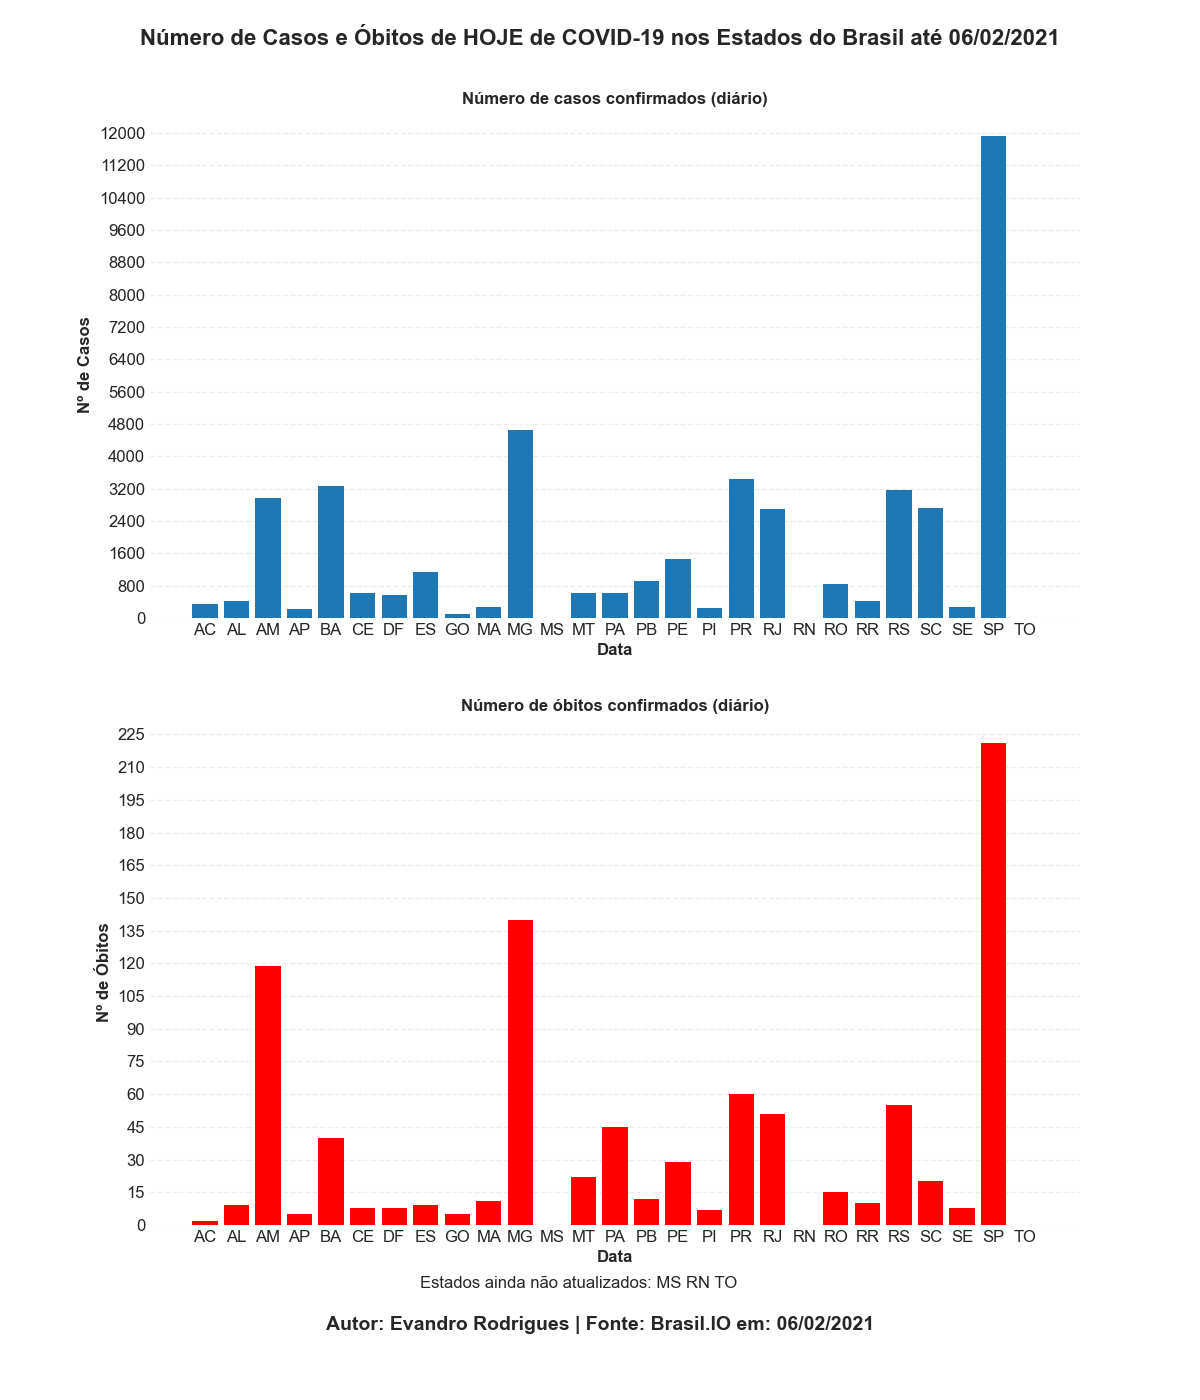 Número de Casos e Óbitos de HOJE de COVID-19 nos Estados do Brasil até 06/02/2021
Número de casos confirmados (diário)
12000
11200
10400
9600
8800
8000
7200
6400
5600
4800
4000
3200
2400
1600
800
0
Nº de Casos
AC AL AM AP BA CE DF ES GO MA MG MS MT PA PB PE PI PR RJ RN RO RR RS SC SE SP TO
Data
Número de óbitos confirmados (diário)
225
210
195
180
165
150
135
120
105
90
75
60
45
30
15
0
Nº de Óbitos
AC AL AM AP BA CE DF ES GO MA MG MS MT PA PB PE PI PR RJ RN RO RR RS SC SE SP TO
Data
Estados ainda não atualizados: MS RN TO
Autor: Evandro Rodrigues | Fonte: Brasil.IO em: 06/02/2021